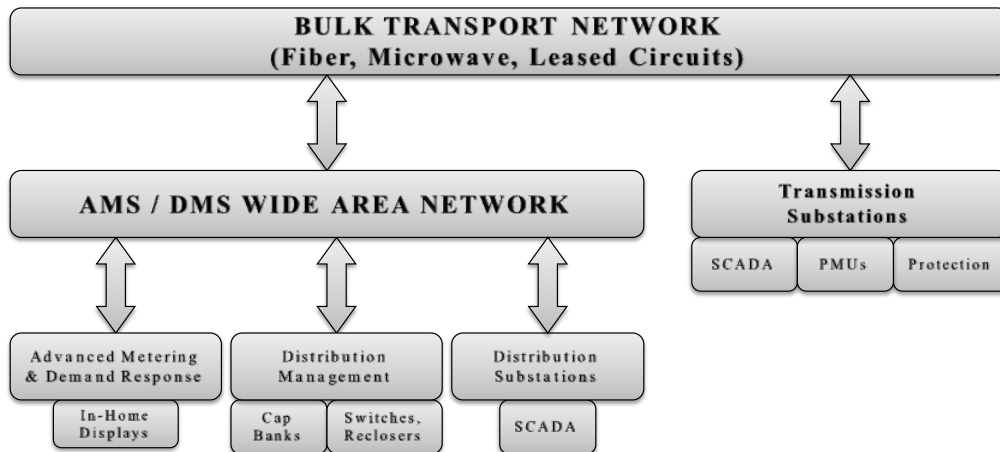 BULK TRANSPORT NETWORK
(Fiber, Microwave, Leased Circuits)
AMS / DMS WIDE AREA NETWORK
Transmission
Substations
SCADA
PMUs
Protection
Advanced Metering
& Demand Response
In-Home
Displays
Distribution
Management
Cap
Banks
Switches,
Reclosers
Distribution
Substations
SCADA